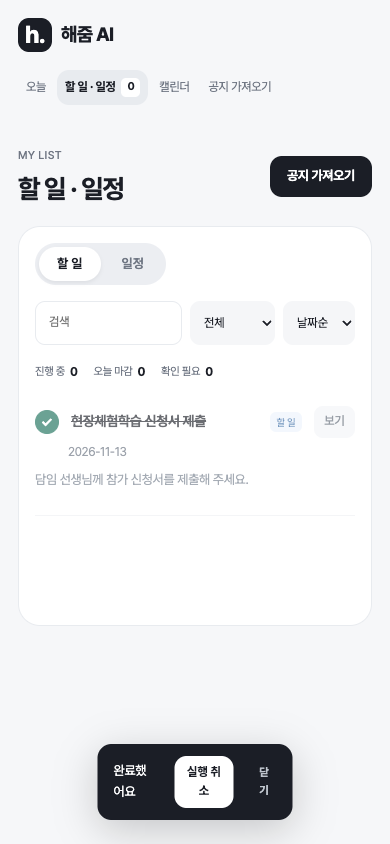 h. 해줌 AI
오늘 할 일·일정 0 캘린더 공지 가져오기
MY LIST
할 일·일정
공지 가져오기
할 일 일정
검색 전체 날짜순
진행 중 0 오늘 마감 0 확인 필요 0
현장체험학습 신청서 제출 할 일 보기
2026-11-13
담임 선생님께 참가 신청서를 제출해 주세요.
완료했
어요
실행 취
소
닫
기